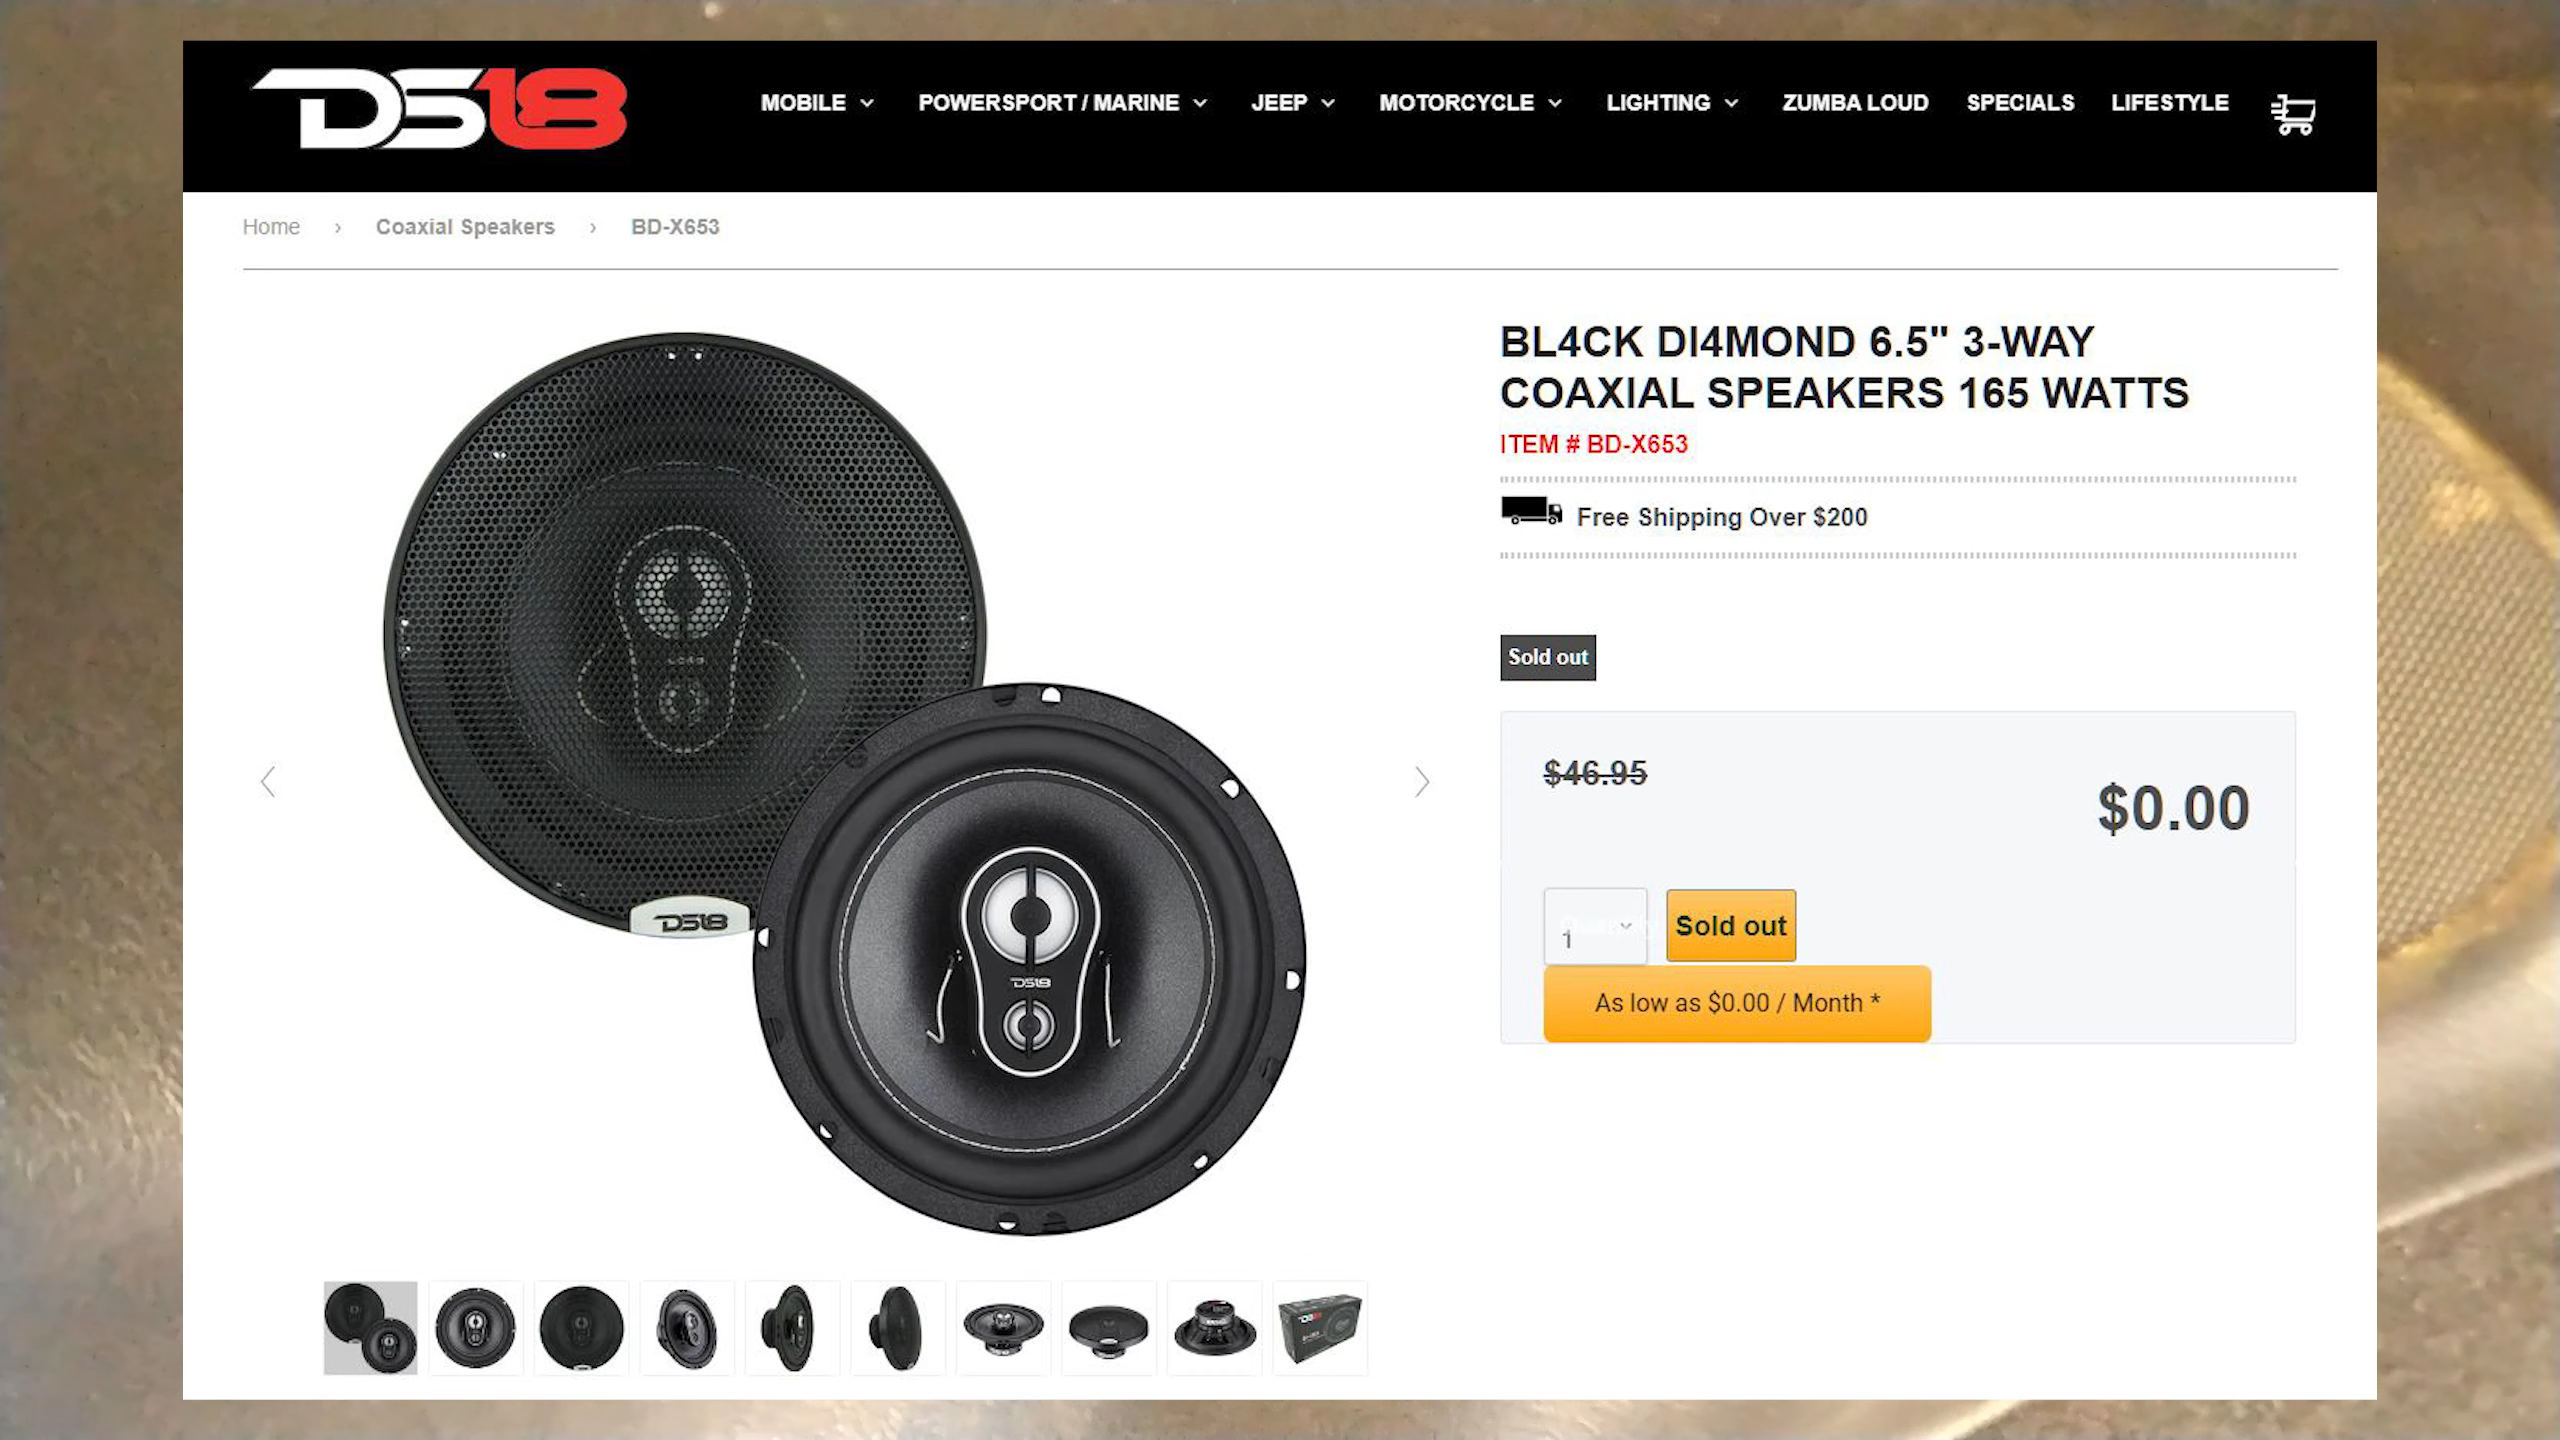 DS18
MOBILE
POWERSPORT / MARINE
JEEP
MOTORCYCLE
LIGHTING
ZUMBA LOUD
SPECIALS
LIFESTYLE
Home › Coaxial Speakers › BD-X653
BL4CK DI4MOND 6.5" 3-WAY
COAXIAL SPEAKERS 165 WATTS
ITEM # BD-X653
Free Shipping Over $200
Sold out
$46.95
$0.00
1
Sold out
As low as $0.00 / Month *
DS18
DS18